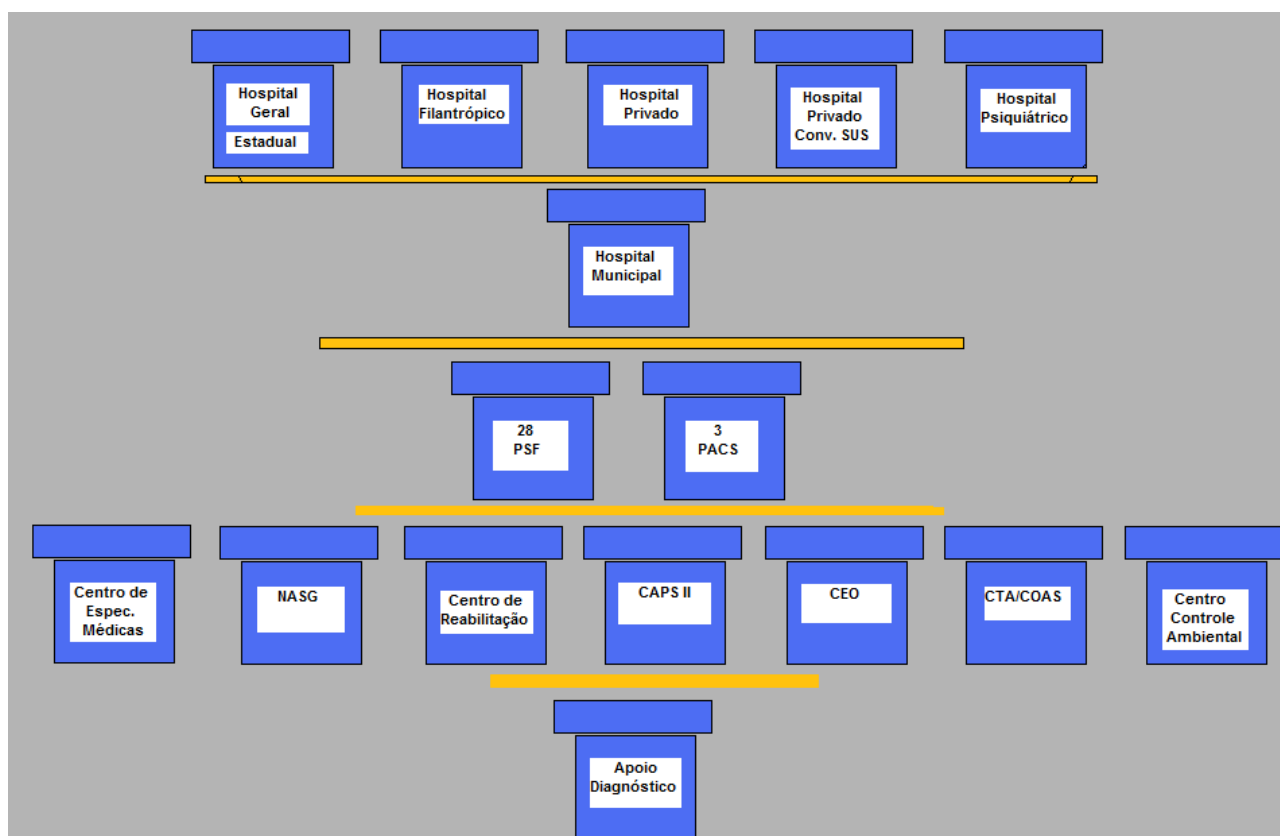 Hospital
Geral
Estadual
Hospital
Filantrópico
Hospital
Privado
Hospital
Privado
Conv. SUS
Hospital
Psiquiátrico
Hospital
Municipal
28
PSF
3
PACS
Centro de
Espec.
Médicas
NASG
Centro de
Reabilitação
CAPS II
CEO
CTA/COAS
Centro
Controle
Ambiental
Apoio
Diagnóstico